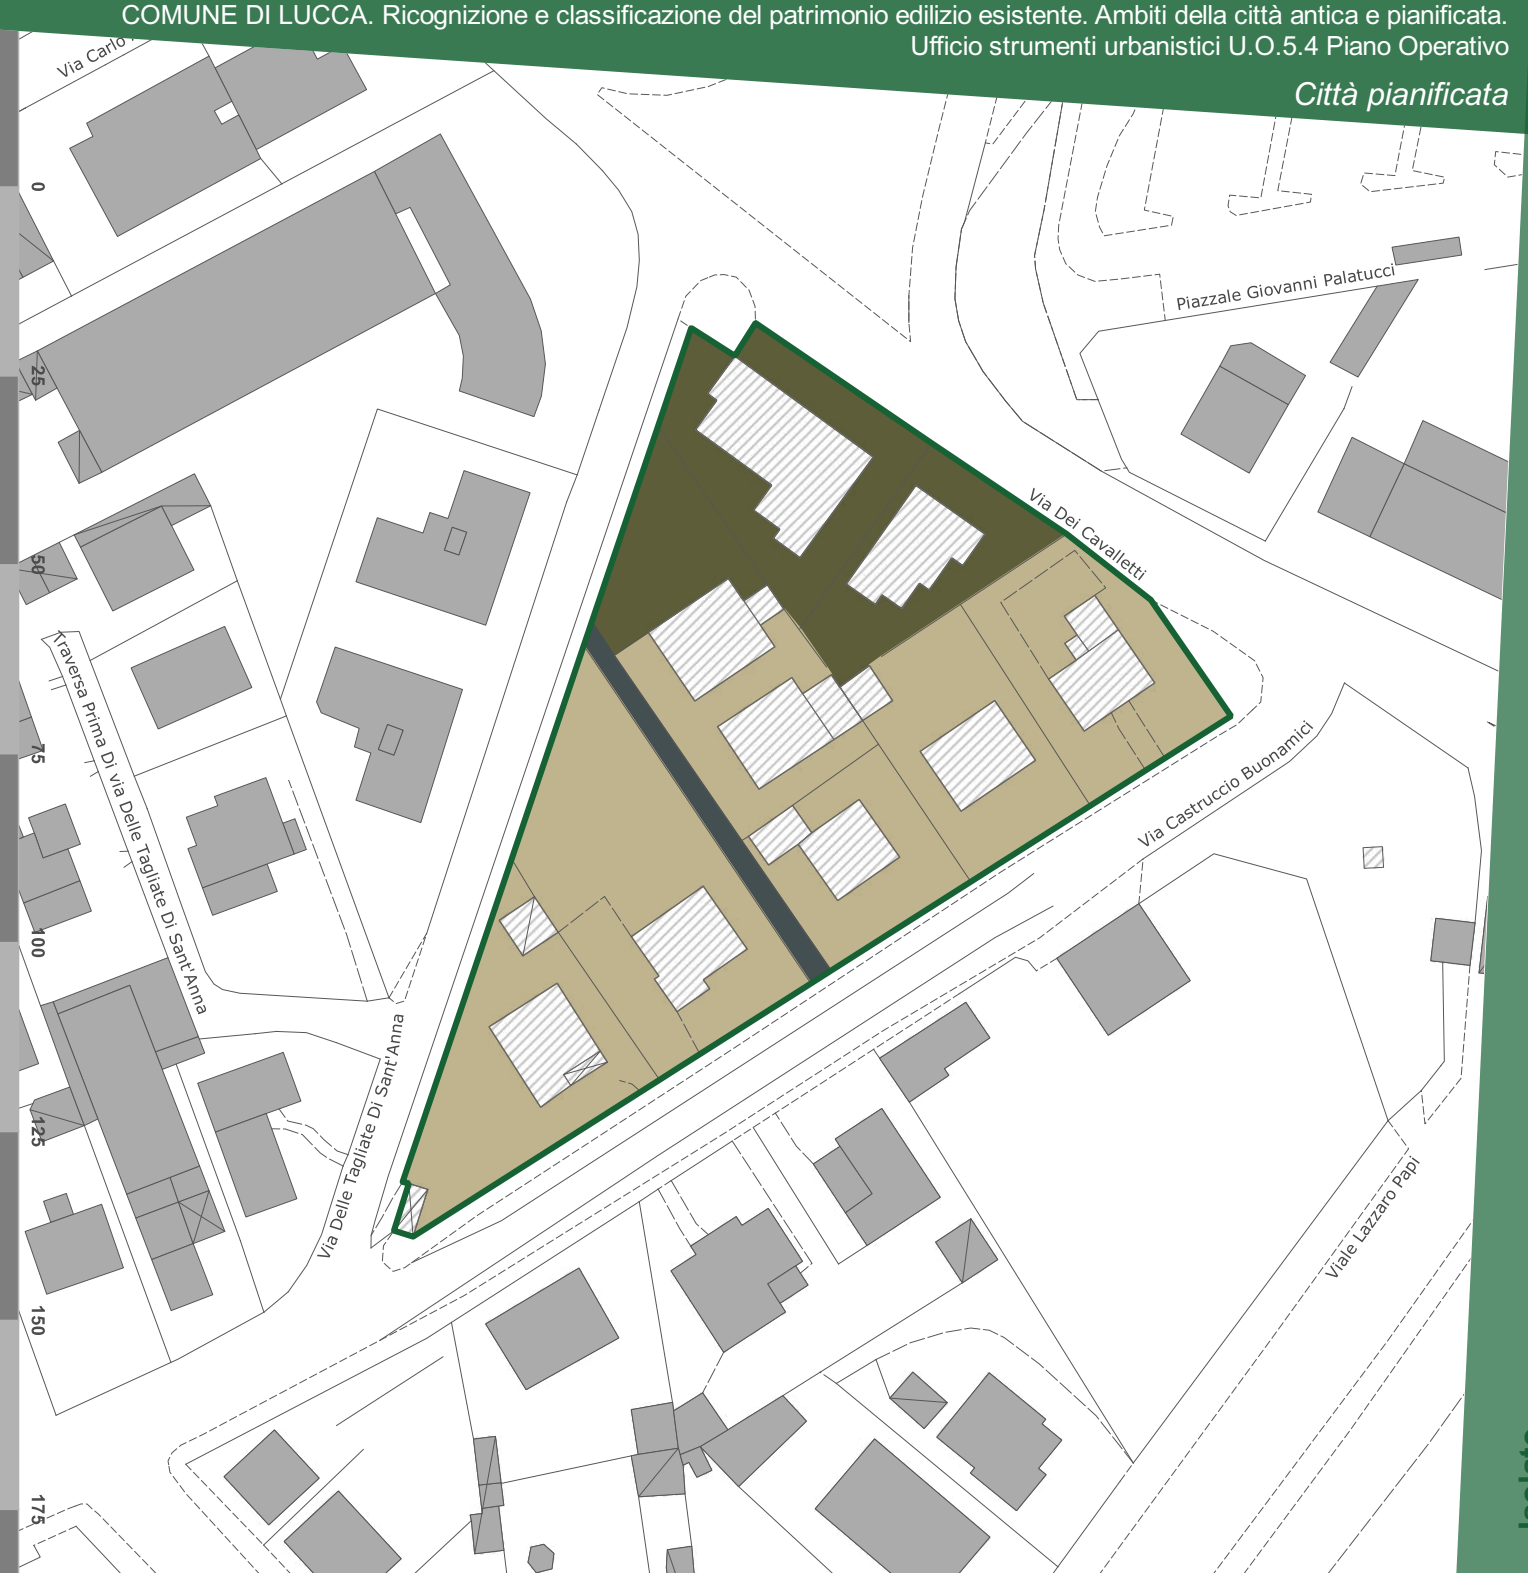 COMUNE DI LUCCA. Ricognizione e classificazione del patrimonio edilizio esistente. Ambiti della città antica e pianificata.
Ufficio strumenti urbanistici U.O.5.4 Piano Operativo
Città pianificata
Via Carlo
0
25
50
75
100
125
150
175
Piazzale Giovanni Palatucci
Via Dei Cavalletti
Traversa Prima Di via Delle Tagliate Di Sant'Anna
Via Castruccio Buonamici
Via Delle Tagliate Di Sant'Anna
Viale Lazzaro Papi